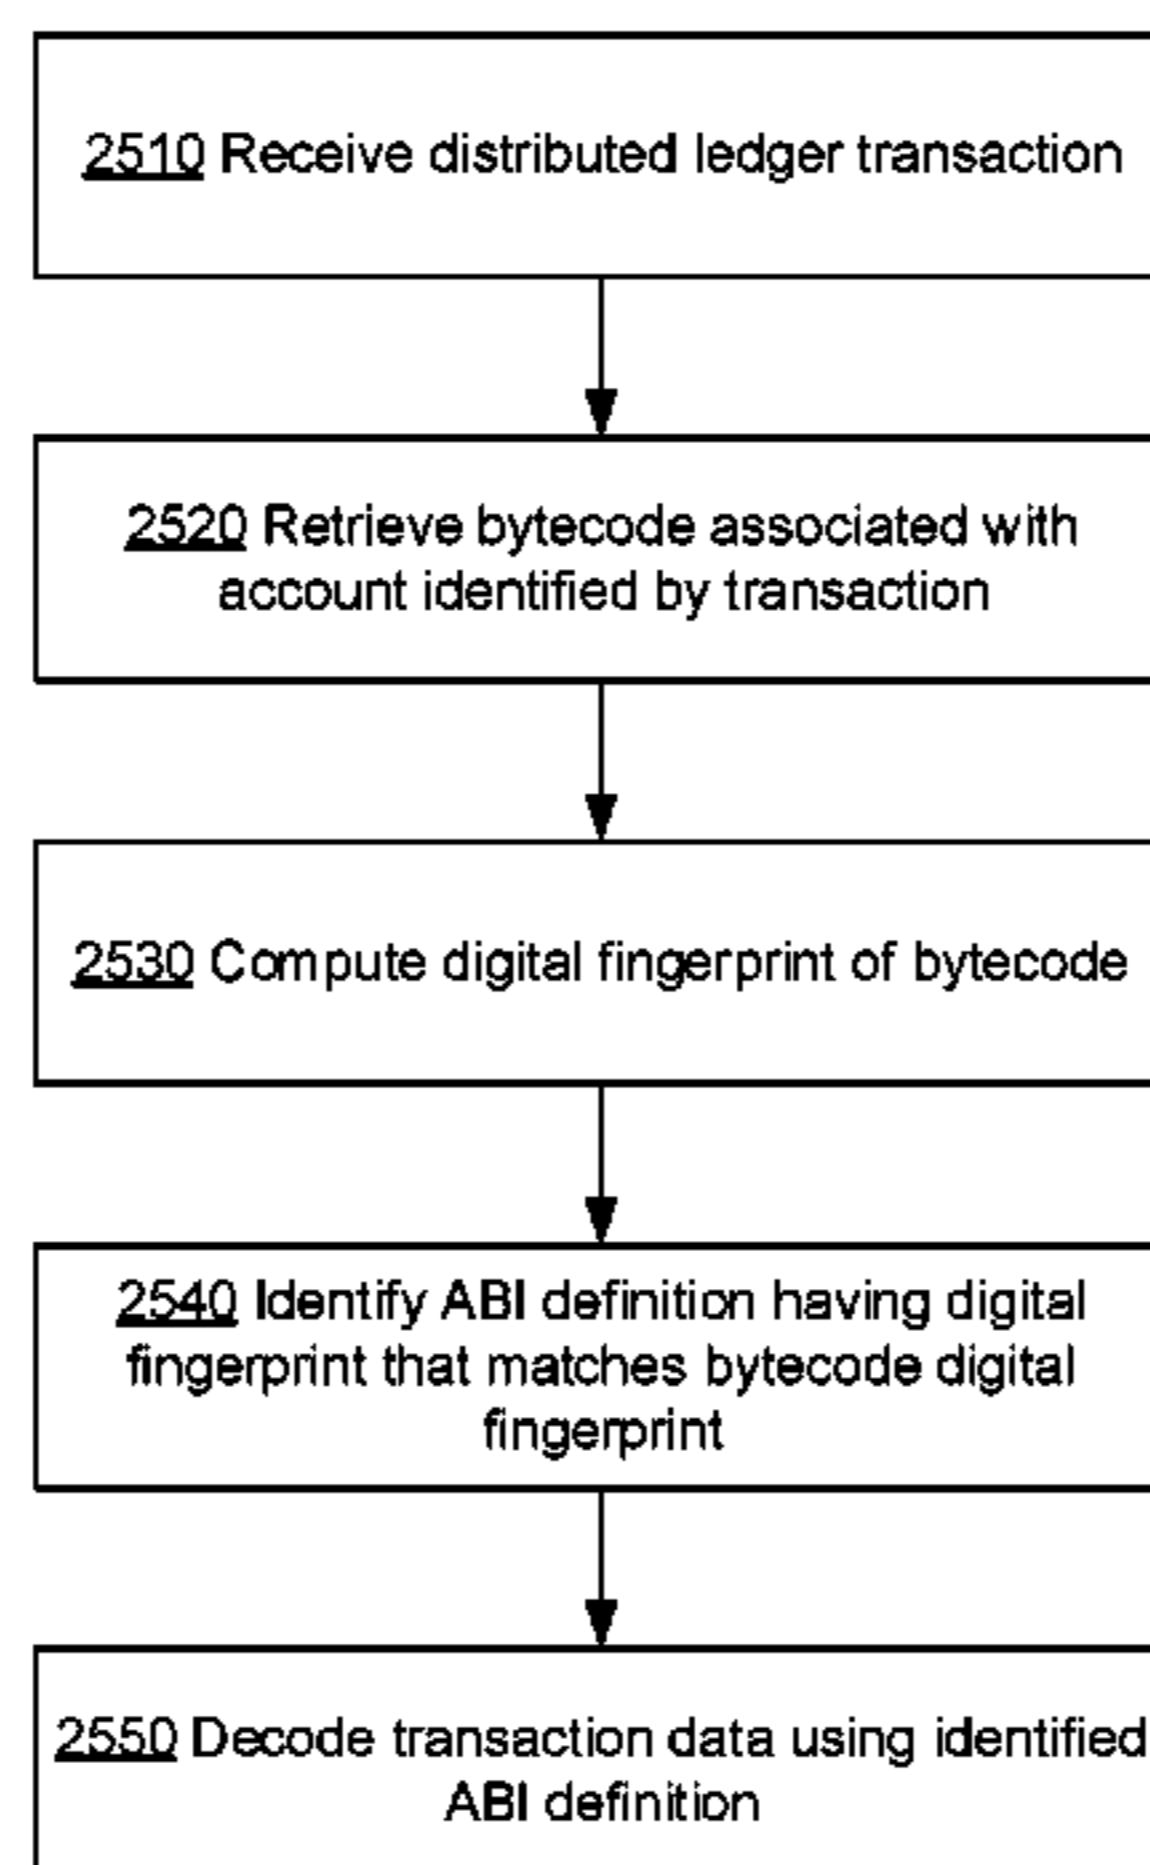 2510 Receive distributed ledger transaction
2520 Retrieve bytecode associated with
account identified by transaction
2530 Compute digital fingerprint of bytecode
2540 Identify ABI definition having digital
fingerprint that matches bytecode digital
fingerprint
2550 Decode transaction data using identified
ABI definition